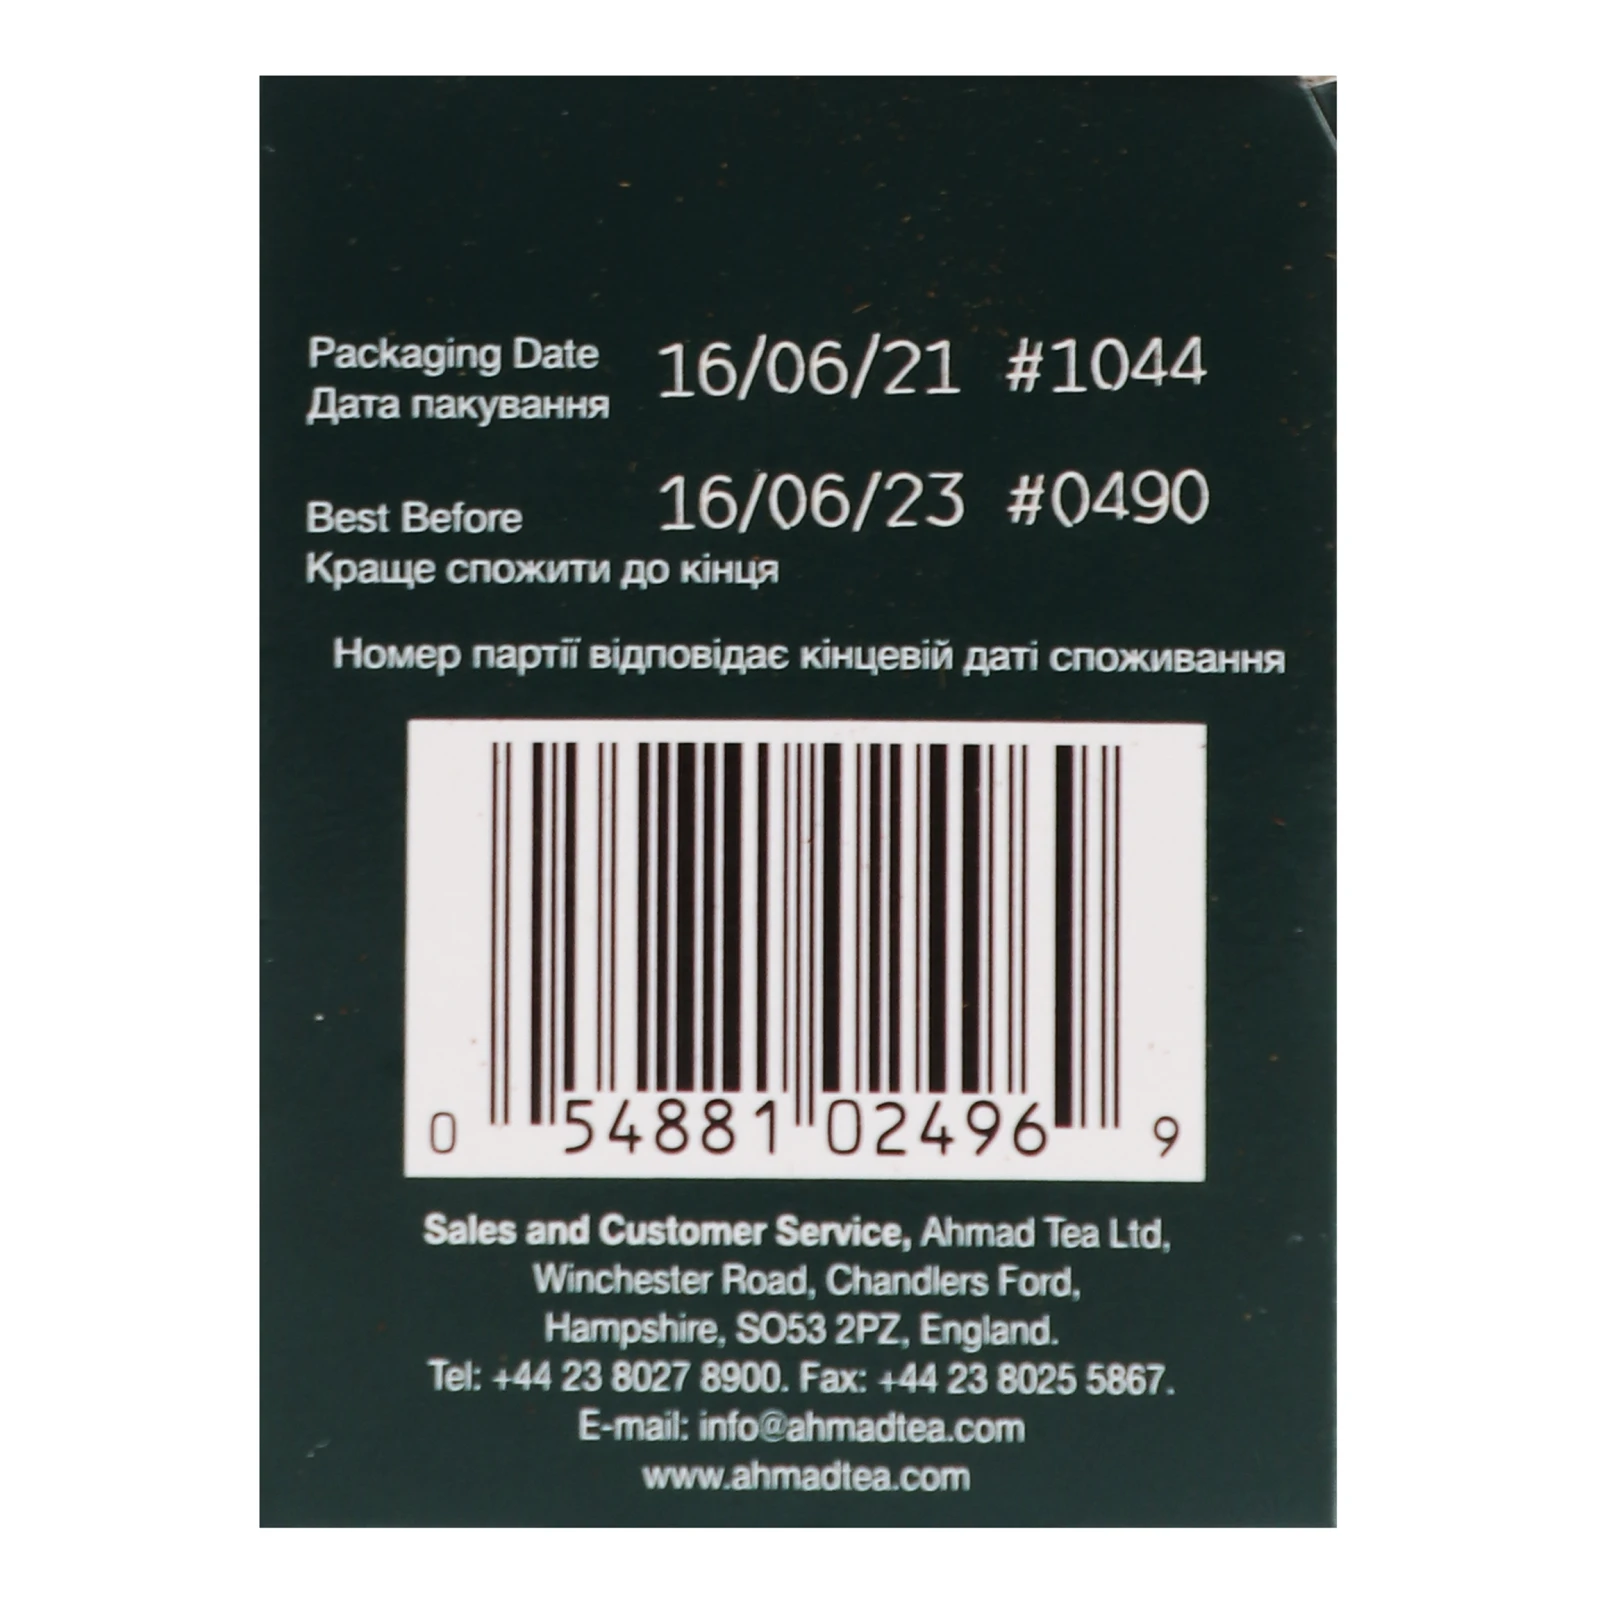 Packaging Date 16/06/21 #1044
Дата пакування
Best Before 16/06/23 #0490
Краще спожити до кінця
Номер партії відповідає кінцевій даті споживання
0 54881 02496 9
Sales and Customer Service, Ahmad Tea Ltd,
Winchester Road, Chandlers Ford,
Hampshire, SO53 2PZ, England.
Tel: +44 23 8027 8900. Fax: +44 23 8025 5867.
E-mail: info@ahmadtea.com
www.ahmadtea.com